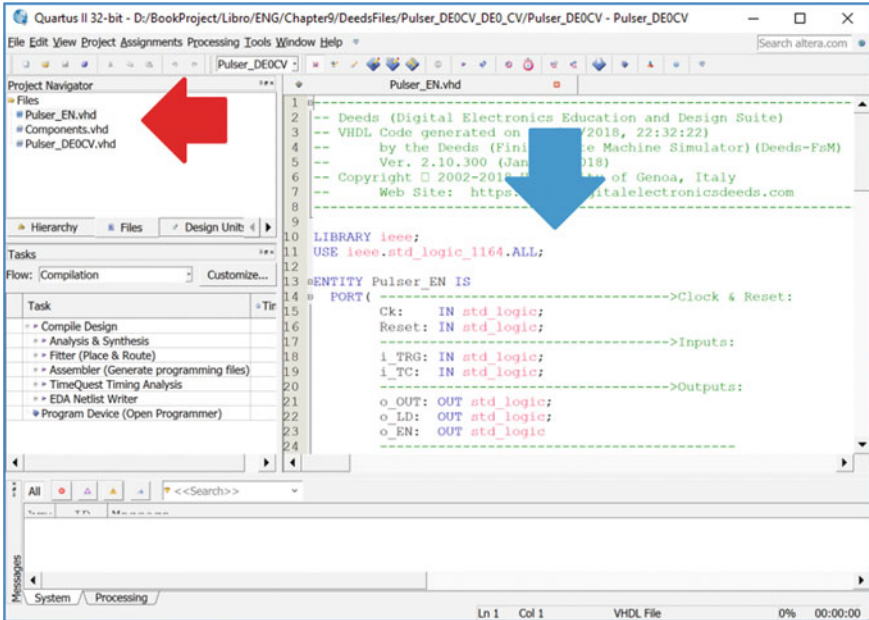 Quartus II 32-bit - D:/BookProject/Libro/ENG/Chapter9/DeedsFiles/Pulser_DE0CV_DE0_CV/Pulser_DE0CV - Pulser_DE0CV
File Edit View Project Assignments Processing Tools Window Help
Search altera.com
Pulser_DE0CV
Project Navigator
Files
Pulser_EN.vhd
Components.vhd
Pulser_DE0CV.vhd
Hierarchy Files Design Units
Tasks
Flow: Compilation Customize...
Task
Compile Design
Analysis & Synthesis
Fitter (Place & Route)
Assembler (Generate programming files)
TimeQuest Timing Analysis
EDA Netlist Writer
Program Device (Open Programmer)
Pulser_EN.vhd
1 ------------------------------------------------------------
2 -- Deeds (Digital Electronics Education and Design Suite)
3 -- VHDL Code generated on /2018, 22:32:22)
4 -- by the Deeds (Fini te Machine Simulator)(Deeds-FsM)
5 -- Ver. 2.10.300 (Jan 018)
6 -- Copyright 2002-2018 y of Genoa, Italy
7 -- Web Site: https: gitalelectronicsdeeds.com
8 ------------------------------------------------------------
9
10 LIBRARY ieee;
11 USE ieee.std_logic_1164.ALL;
12
13 ENTITY Pulser_EN IS
14 PORT( ------------------------------>Clock & Reset:
15 Ck: IN std_logic;
16 Reset: IN std_logic;
17 ------------------------------>Inputs:
18 i_TRG: IN std_logic;
19 i_TC: IN std_logic;
20 ------------------------------>Outputs:
21 o_OUT: OUT std_logic;
22 o_LD: OUT std_logic;
23 o_EN: OUT std_logic
24 -------------------------------------
All <<Search>>
Messages
System Processing
Ln 1 Col 1 VHDL File 0% 00:00:00